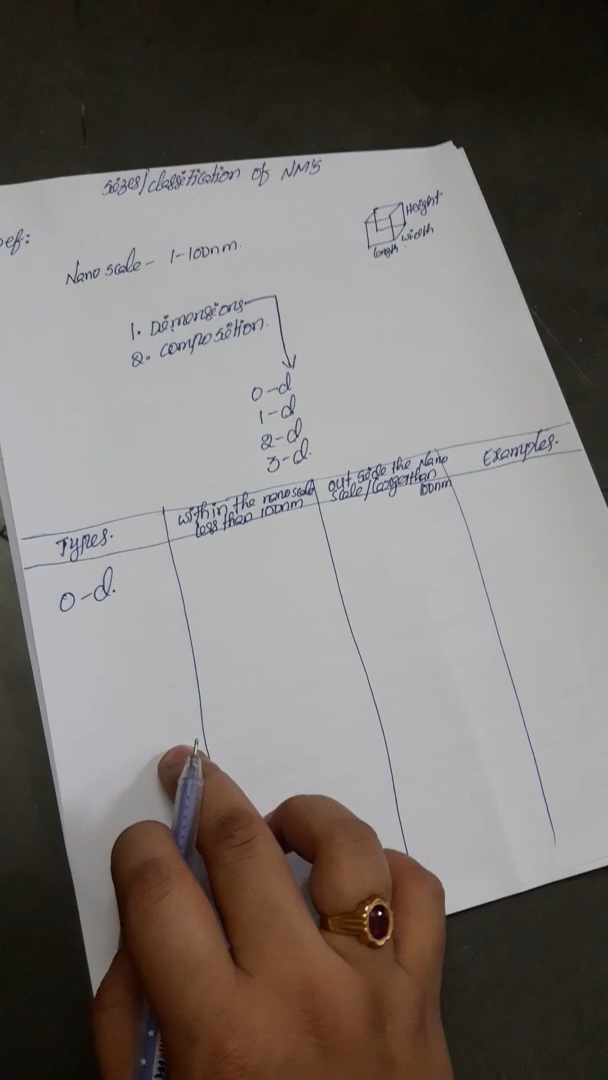 sizes/classification of NM's
Def:
Nano scale - 1-100nm.
Height
width
length
1. Dimensions
2. composition.
0-d
1-d
2-d
3-d.
Types.
within the nanoscale
less than 100nm
out side the Nano
scale/larger than
100nm
Examples.
0-d.